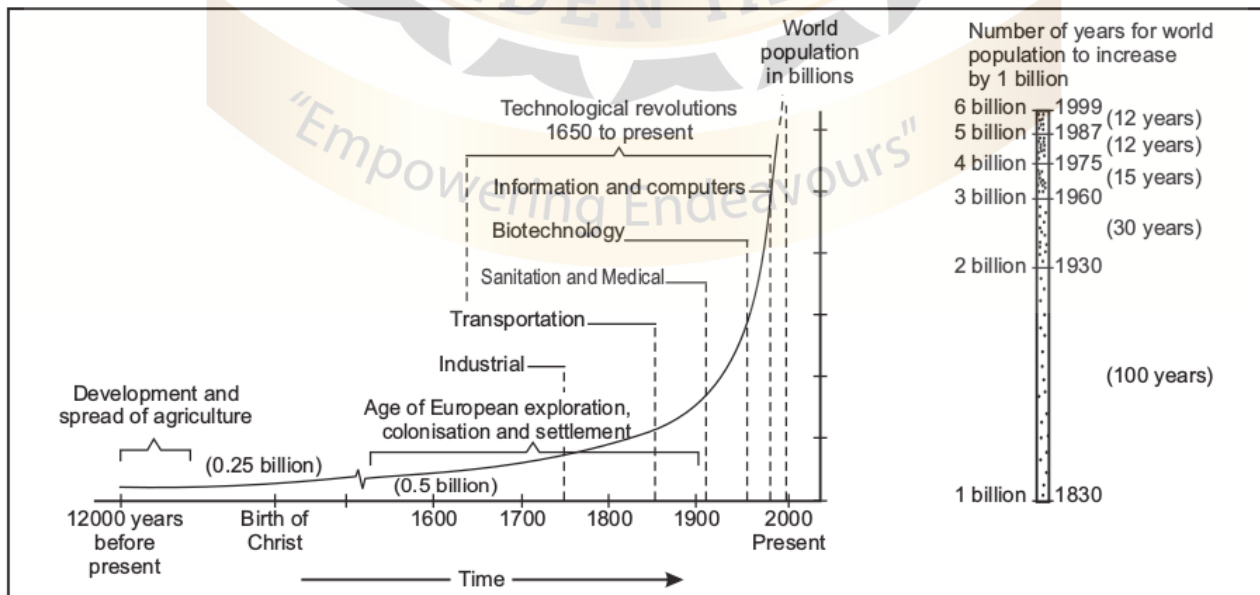 World
population
in billions
Number of years for world
population to increase
by 1 billion
Technological revolutions
1650 to present
"Empowering Endeavours"
Information and computers
Biotechnology
Sanitation and Medical
Transportation
Industrial
Development and
spread of agriculture
Age of European exploration,
colonisation and settlement
(0.25 billion)
(0.5 billion)
12000 years
before
present
Birth of
Christ
1600
1700
1800
1900
2000
Present
Time
6 billion 1999
(12 years)
5 billion 1987
(12 years)
4 billion 1975
(15 years)
3 billion 1960
(30 years)
2 billion 1930
(100 years)
1 billion 1830